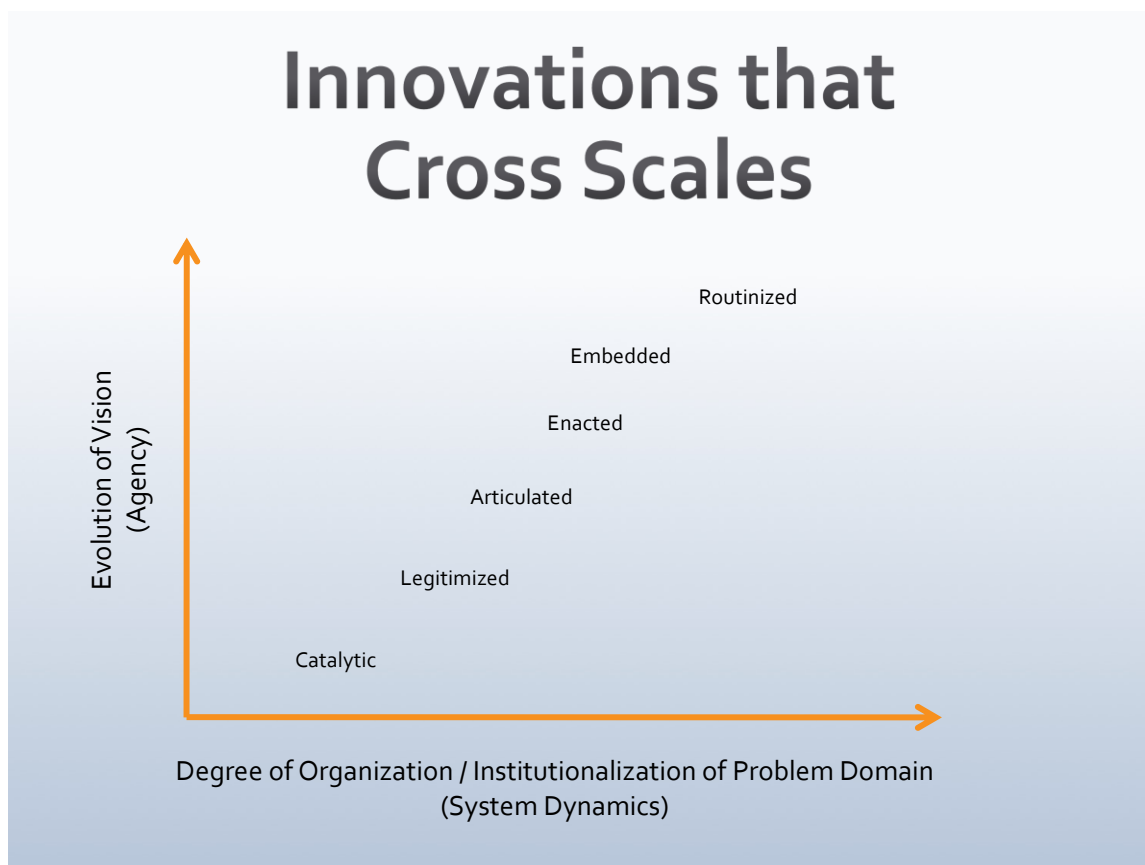 Innovations that
Cross Scales
Routinized
Embedded
Enacted
Articulated
Legitimized
Catalytic
Evolution of Vision
(Agency)
Degree of Organization / Institutionalization of Problem Domain
(System Dynamics)